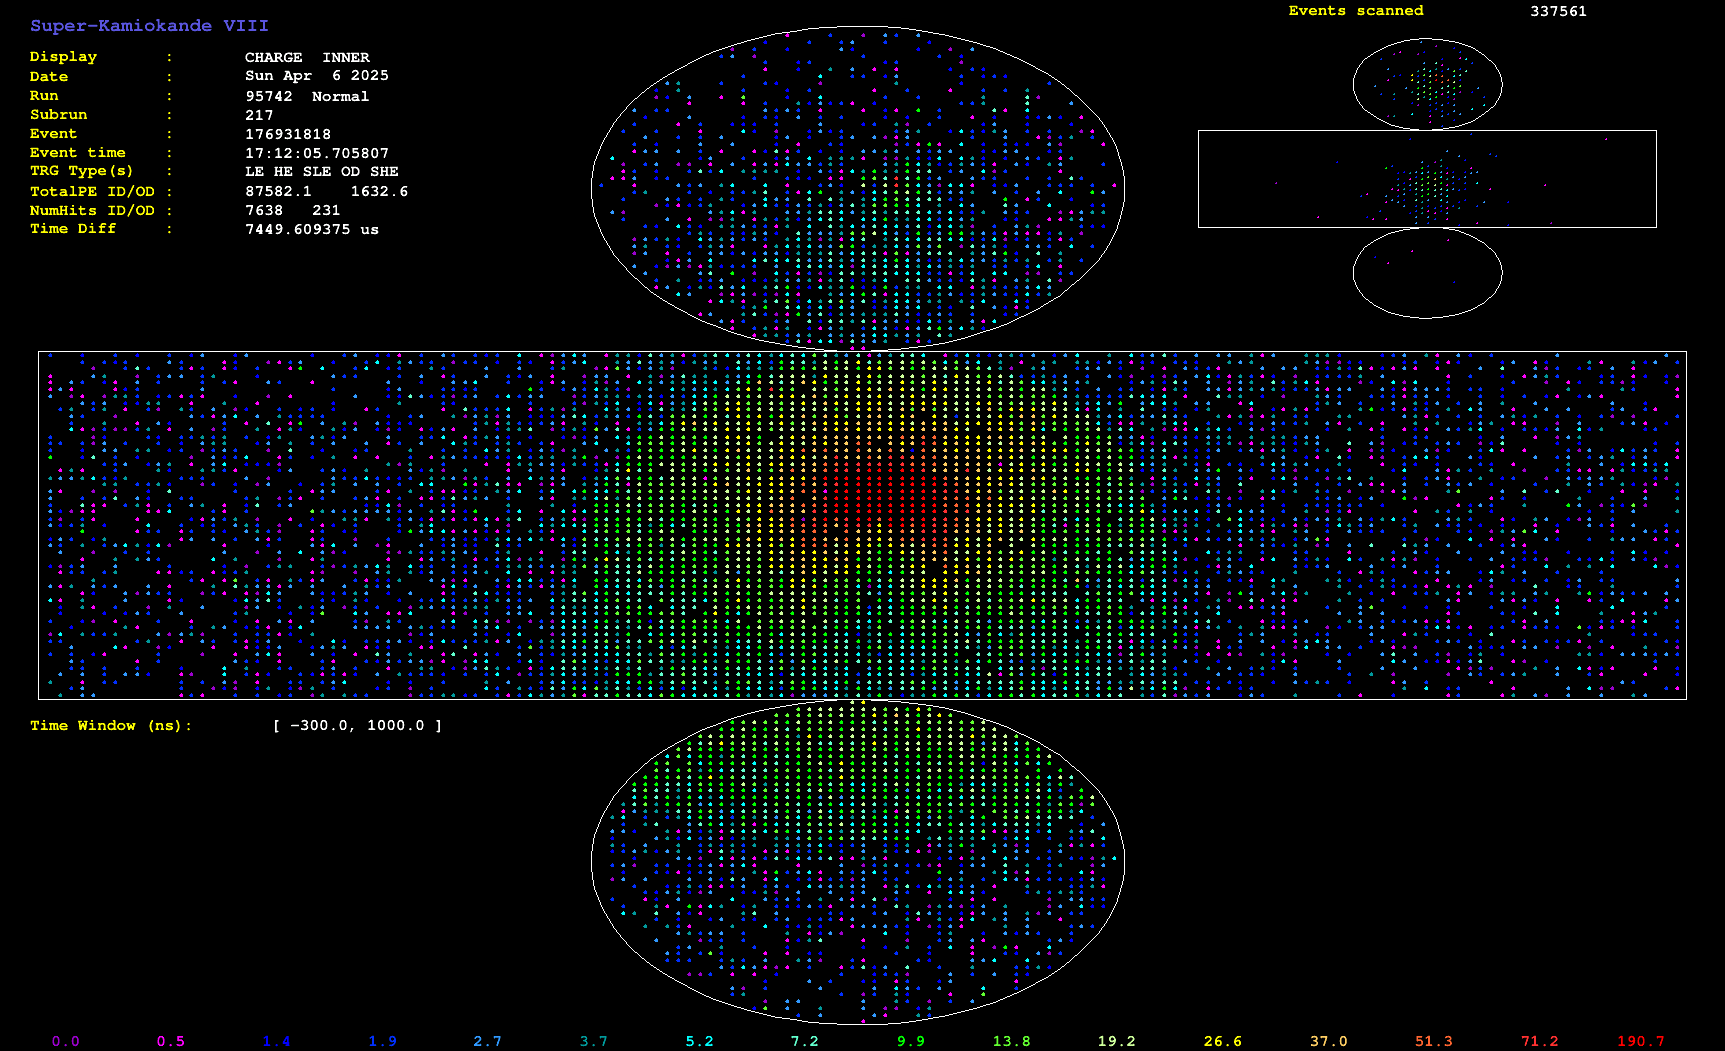 Super-Kamiokande VIII
Events scanned 337561
Display : CHARGE INNER
Date : Sun Apr 6 2025
Run : 95742 Normal
Subrun : 217
Event : 176931818
Event time : 17:12:05.705807
TRG Type(s) : LE HE SLE OD SHE
TotalPE ID/OD : 87582.1 1632.6
NumHits ID/OD : 7638 231
Time Diff : 7449.609375 us
Time Window (ns): [ -300.0, 1000.0 ]
0.0 0.5 1.4 1.9 2.7 3.7 5.2 7.2 9.9 13.8 19.2 26.6 37.0 51.3 71.2 190.7